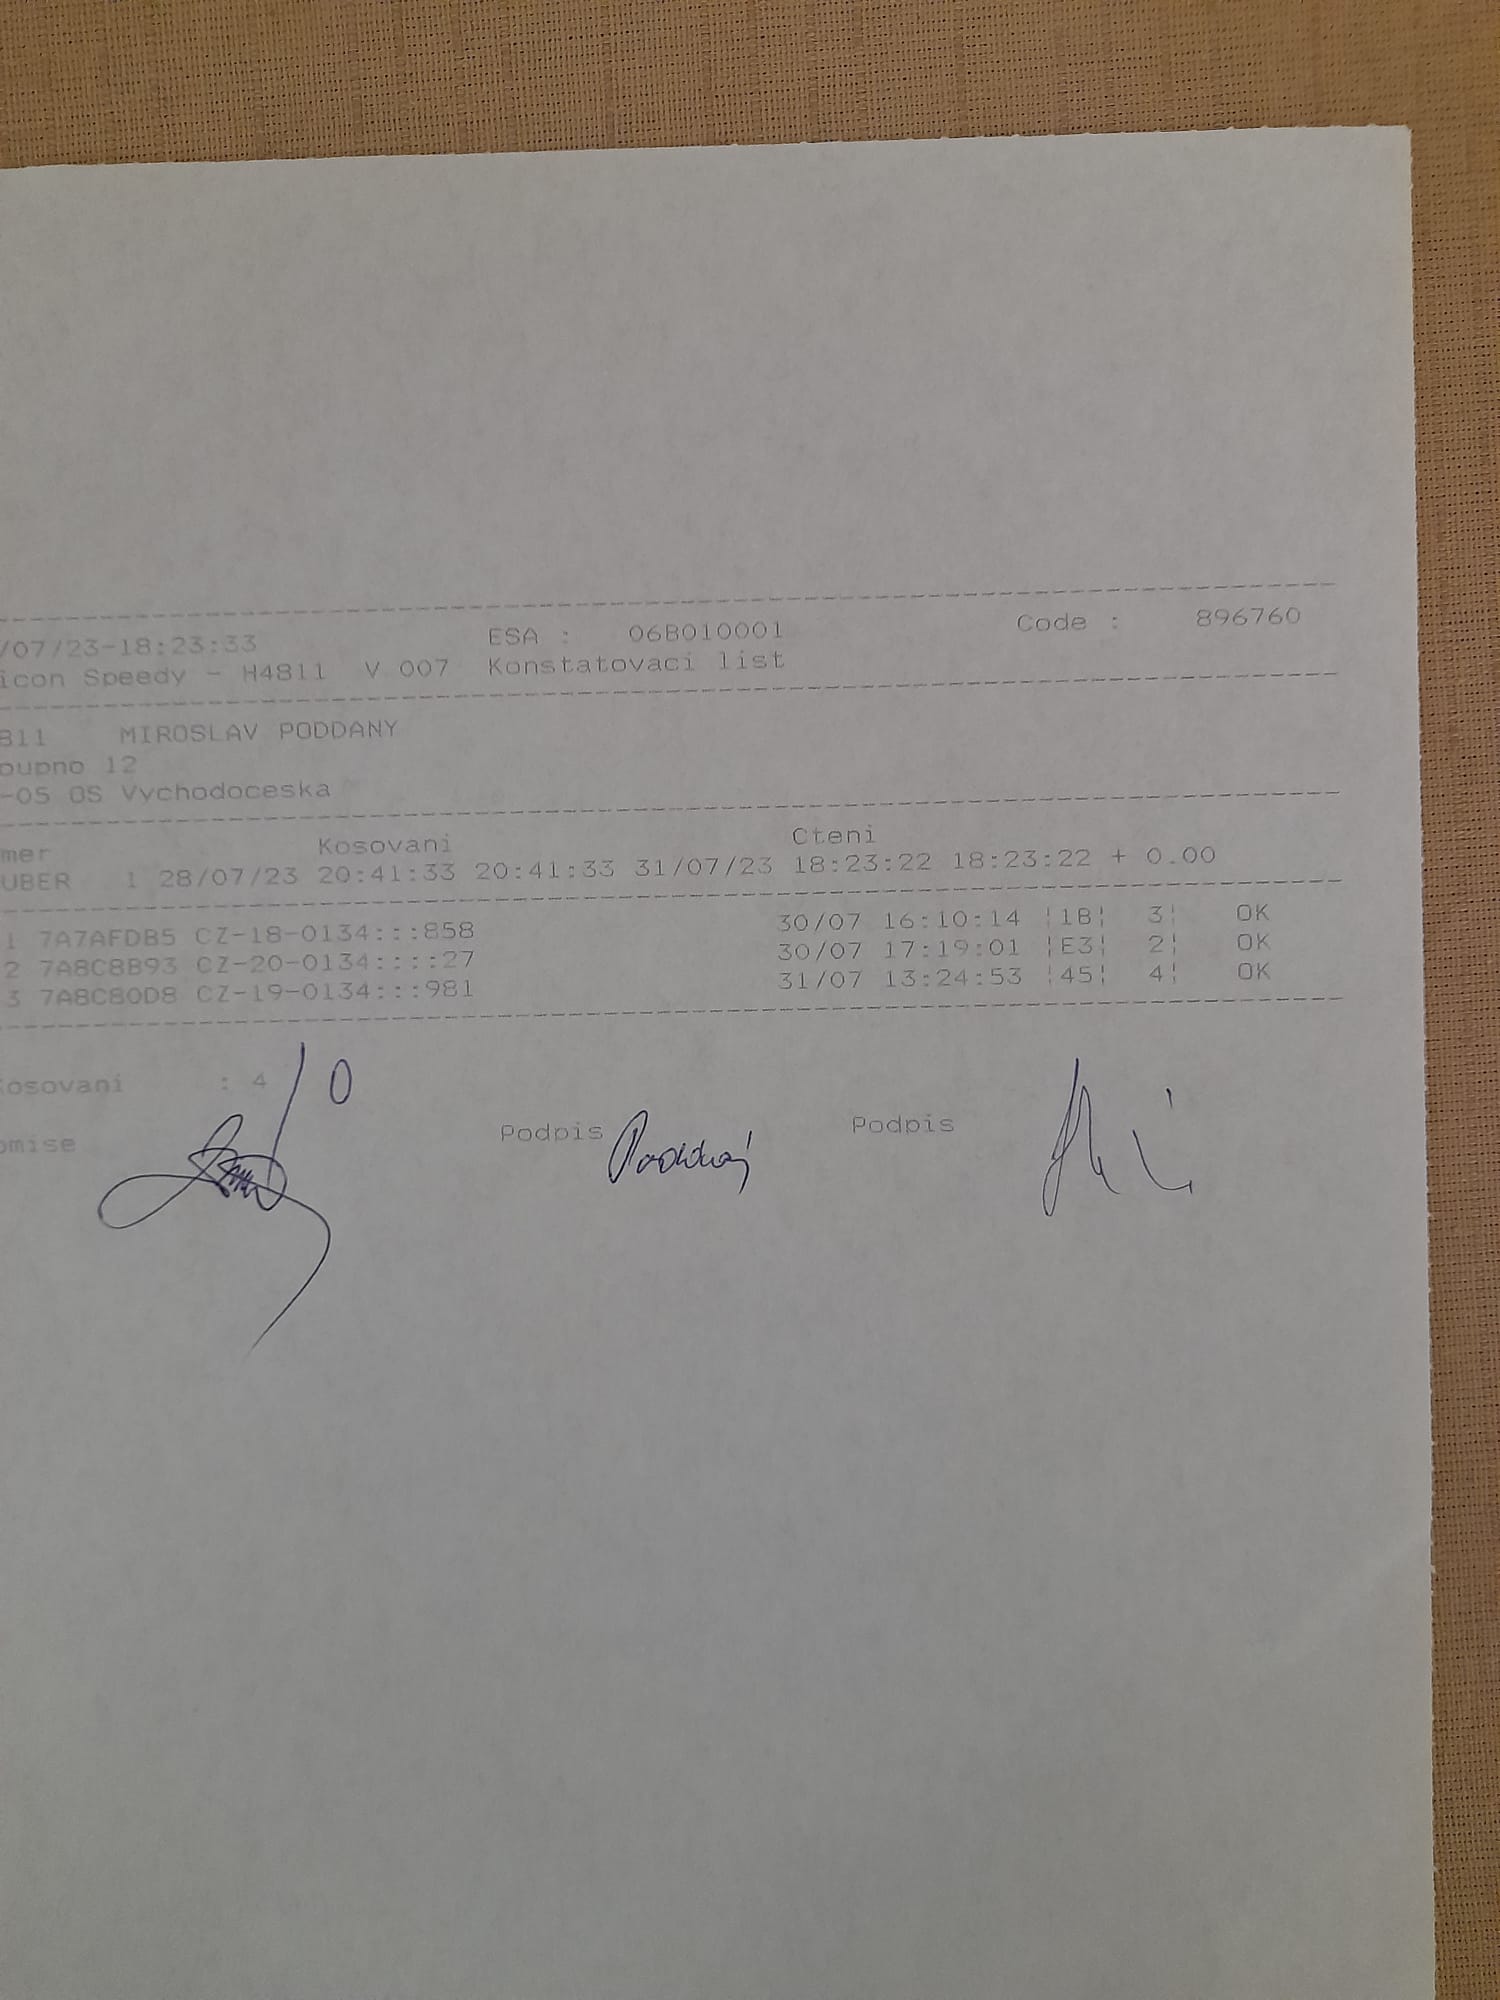 /07/23-18:23:33 ESA : 06B010001 Code : 896760
icon Speedy - H4811 V 007 Konstatovaci list
811 MIROSLAV PODDANY
oupno 12
-05 OS Vychodoceska
mer Kosovani Cteni
UBER 1 28/07/23 20:41:33 20:41:33 31/07/23 18:23:22 18:23:22 + 0.00
1 7A7AFDB5 CZ-18-0134:::858 30/07 16:10:14 ¦1B¦ 3¦ OK
2 7A8C8B93 CZ-20-0134::::27 30/07 17:19:01 ¦E3¦ 2¦ OK
3 7A8C80D8 CZ-19-0134:::981 31/07 13:24:53 ¦45¦ 4¦ OK
Kosovani : 4 / 0
omise Podpis Poddaný Podpis